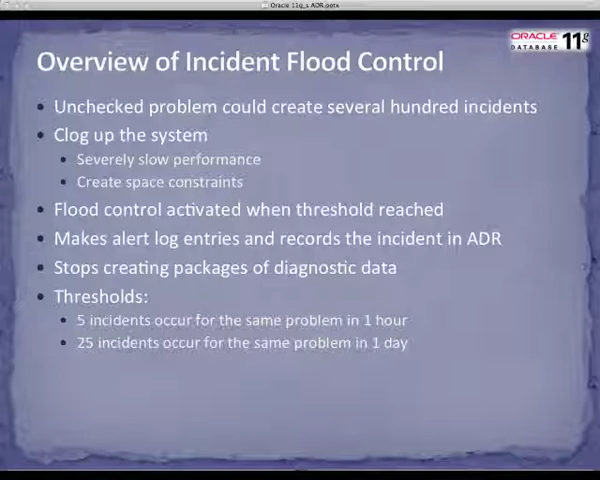 Oracle 11g_s ADR.pptx
ORACLE 11g
DATABASE
Overview of Incident Flood Control
• Unchecked problem could create several hundred incidents
• Clog up the system
• Severely slow performance
• Create space constraints
• Flood control activated when threshold reached
• Makes alert log entries and records the incident in ADR
• Stops creating packages of diagnostic data
• Thresholds:
• 5 incidents occur for the same problem in 1 hour
• 25 incidents occur for the same problem in 1 day